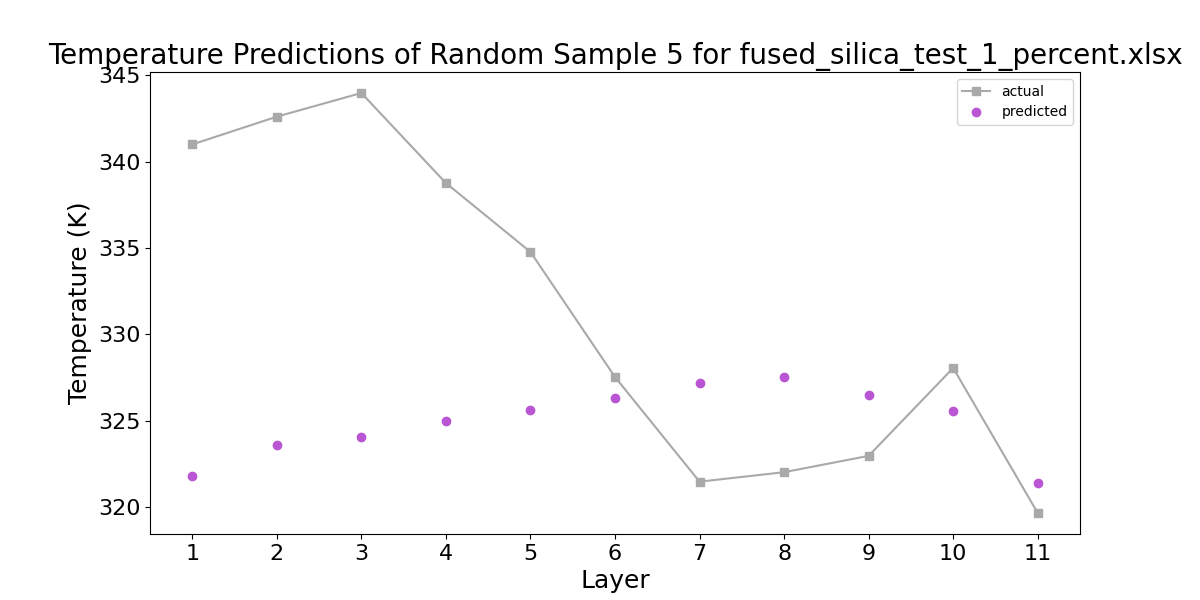 Temperature Predictions of Random Sample 5 for fused_silica_test_1_percent.xlsx
actual
predicted
Temperature (K)
345
340
335
330
325
320
1 2 3 4 5 6 7 8 9 10 11
Layer